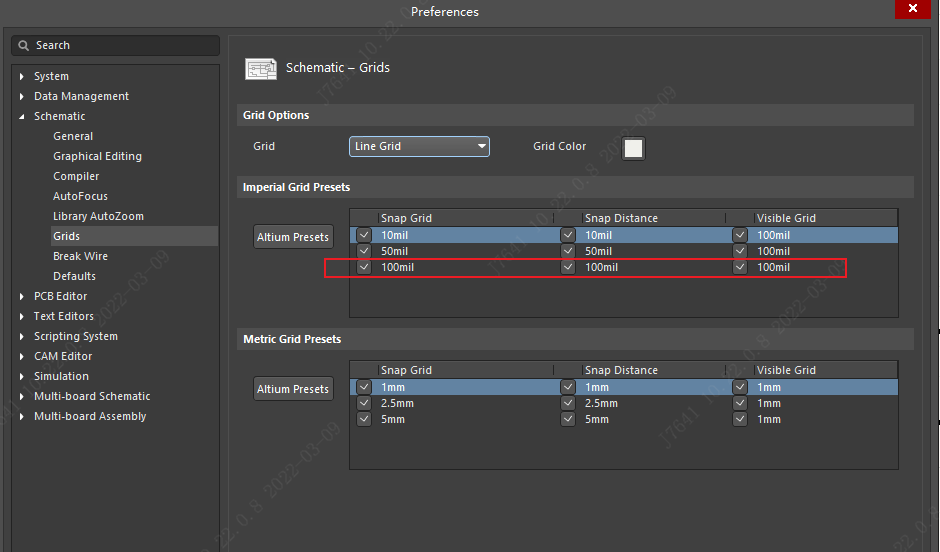 Preferences
Search
System
Data Management
Schematic
General
Graphical Editing
Compiler
AutoFocus
Library AutoZoom
Grids
Break Wire
Defaults
PCB Editor
Text Editors
Scripting System
CAM Editor
Simulation
Multi-board Schematic
Multi-board Assembly
Schematic – Grids
Grid Options
Grid Line Grid Grid Color
Imperial Grid Presets
Altium Presets
Snap Grid Snap Distance Visible Grid
10mil 10mil 100mil
50mil 50mil 100mil
100mil 100mil 100mil
Metric Grid Presets
Altium Presets
Snap Grid Snap Distance Visible Grid
1mm 1mm 1mm
2.5mm 2.5mm 1mm
5mm 5mm 1mm